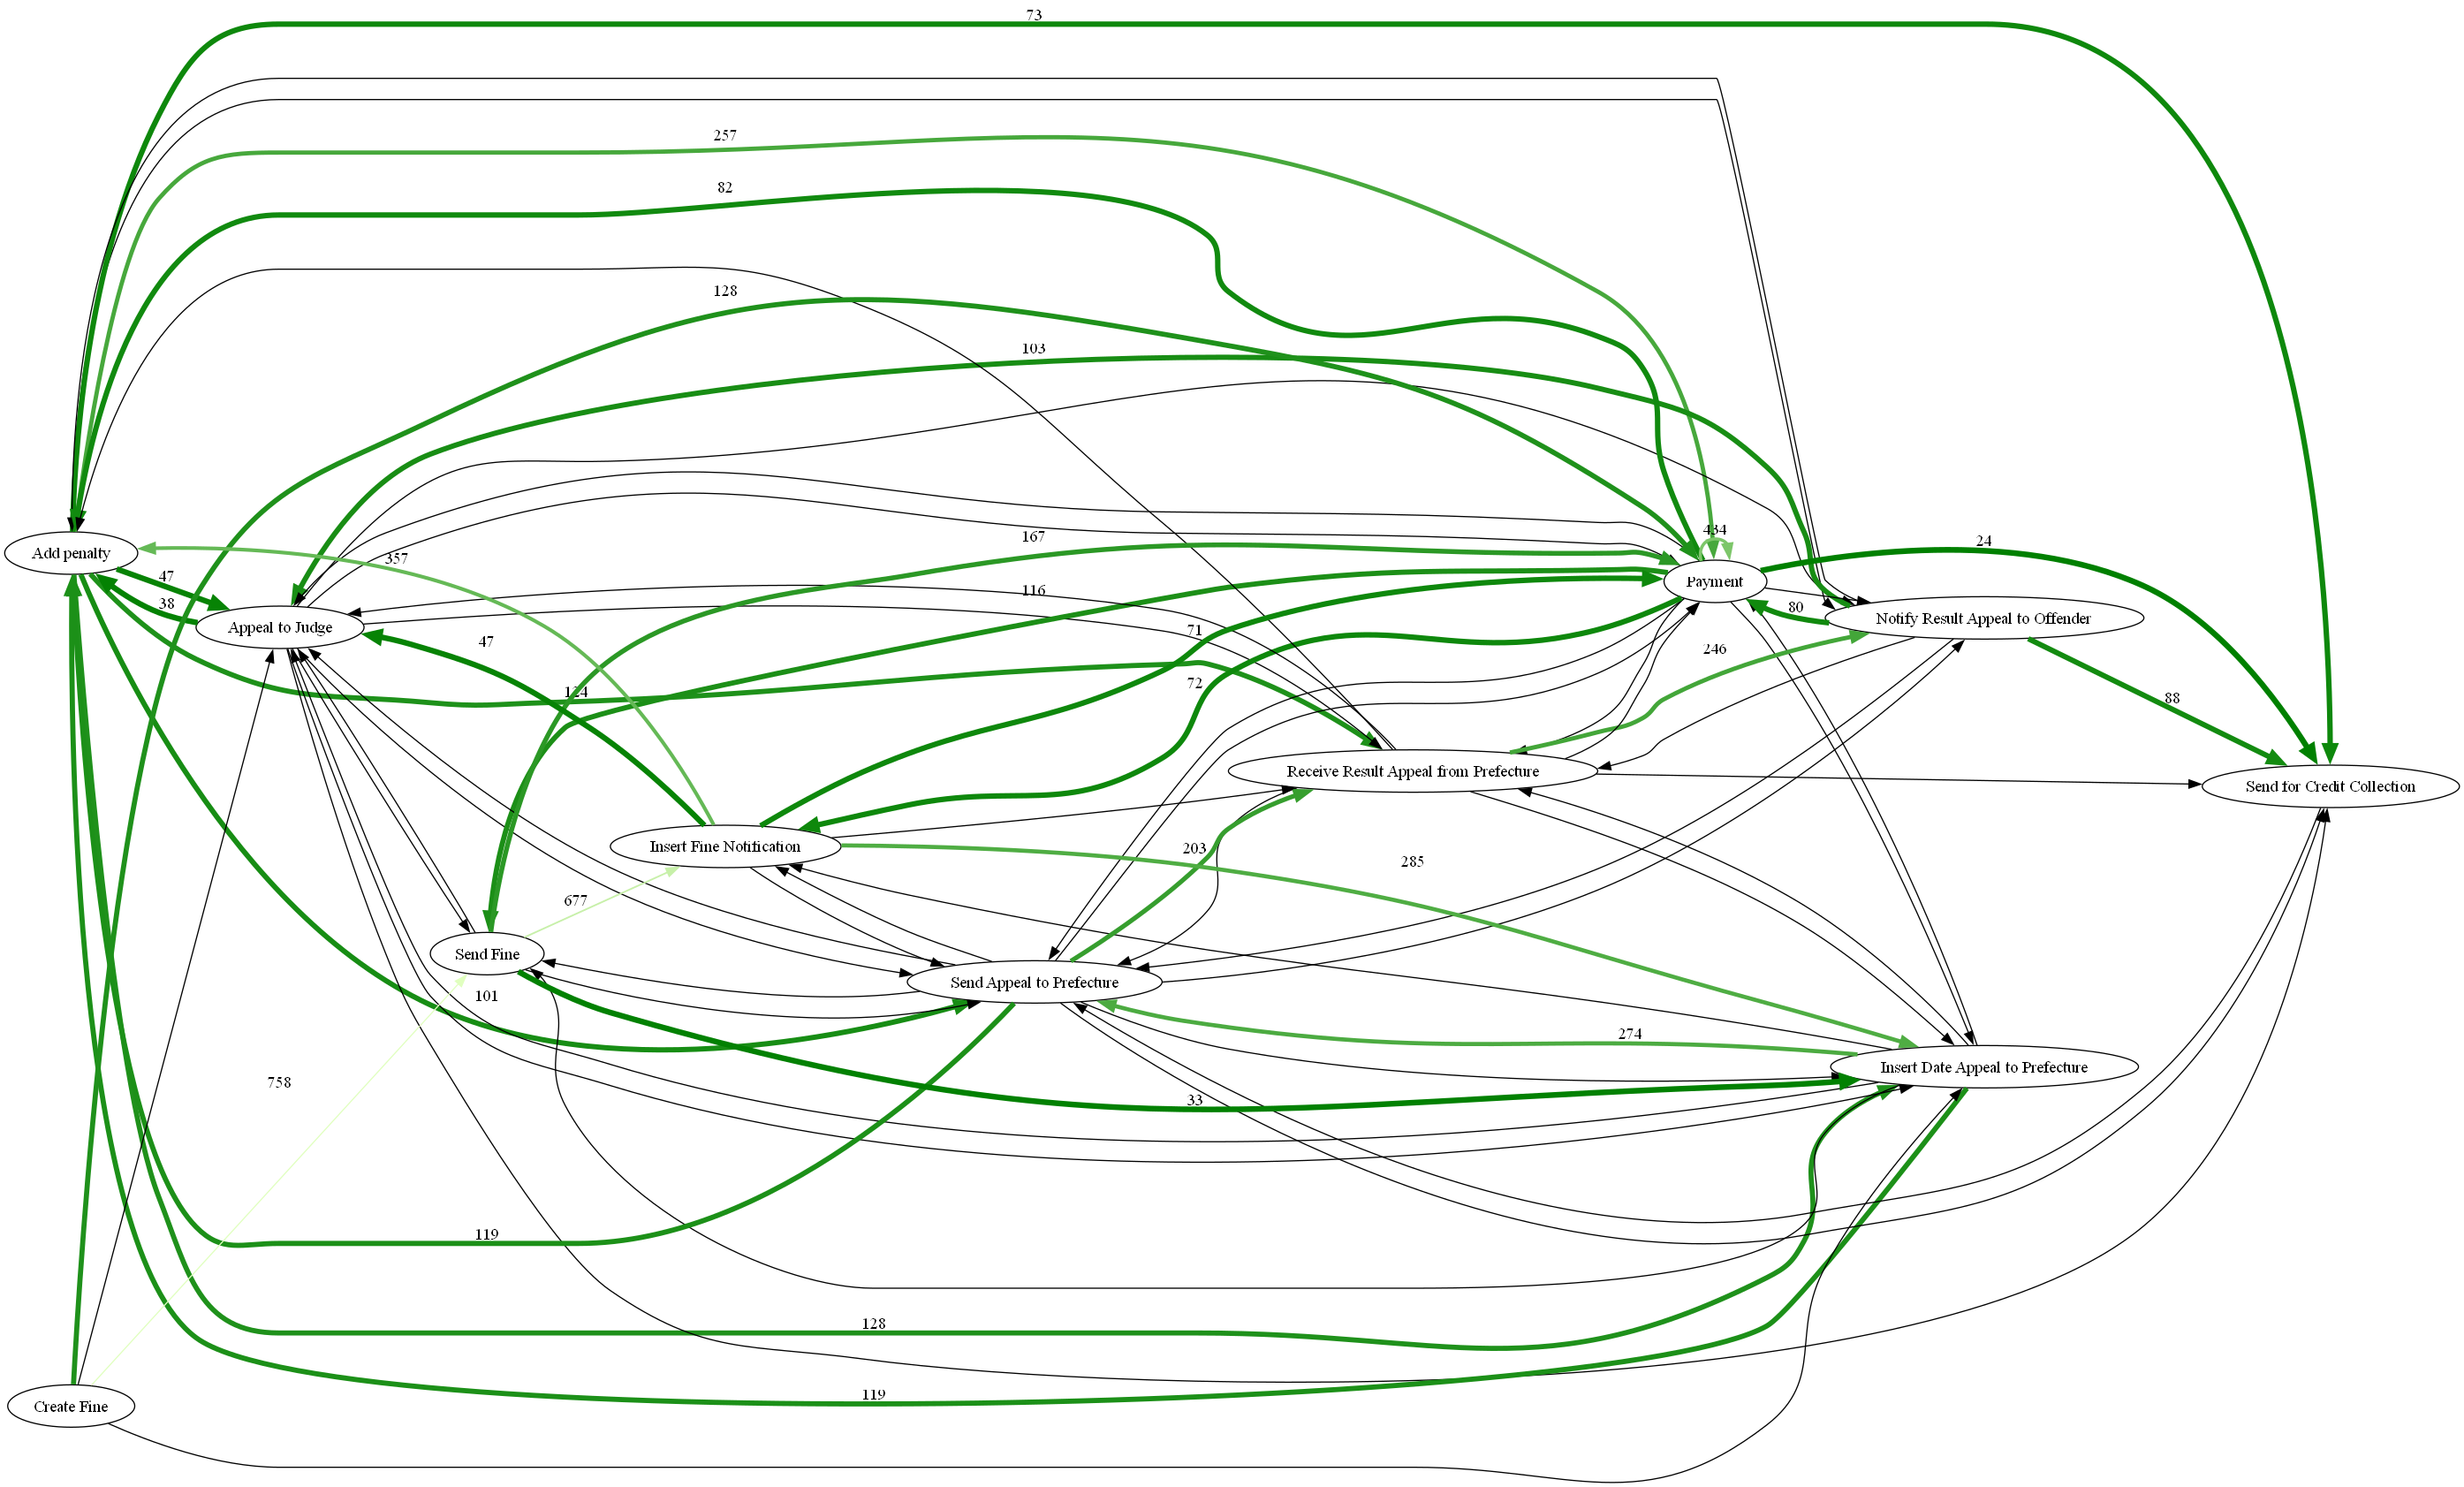 73
257
82
128
103
434
167
24
Add penalty
357
Payment
116
47
80
38
Notify Result Appeal to Offender
Appeal to Judge
71
47
246
72
124
88
Receive Result Appeal from Prefecture
Send for Credit Collection
Insert Fine Notification
203
285
677
Send Fine
Send Appeal to Prefecture
101
274
Insert Date Appeal to Prefecture
758
33
119
128
119
Create Fine